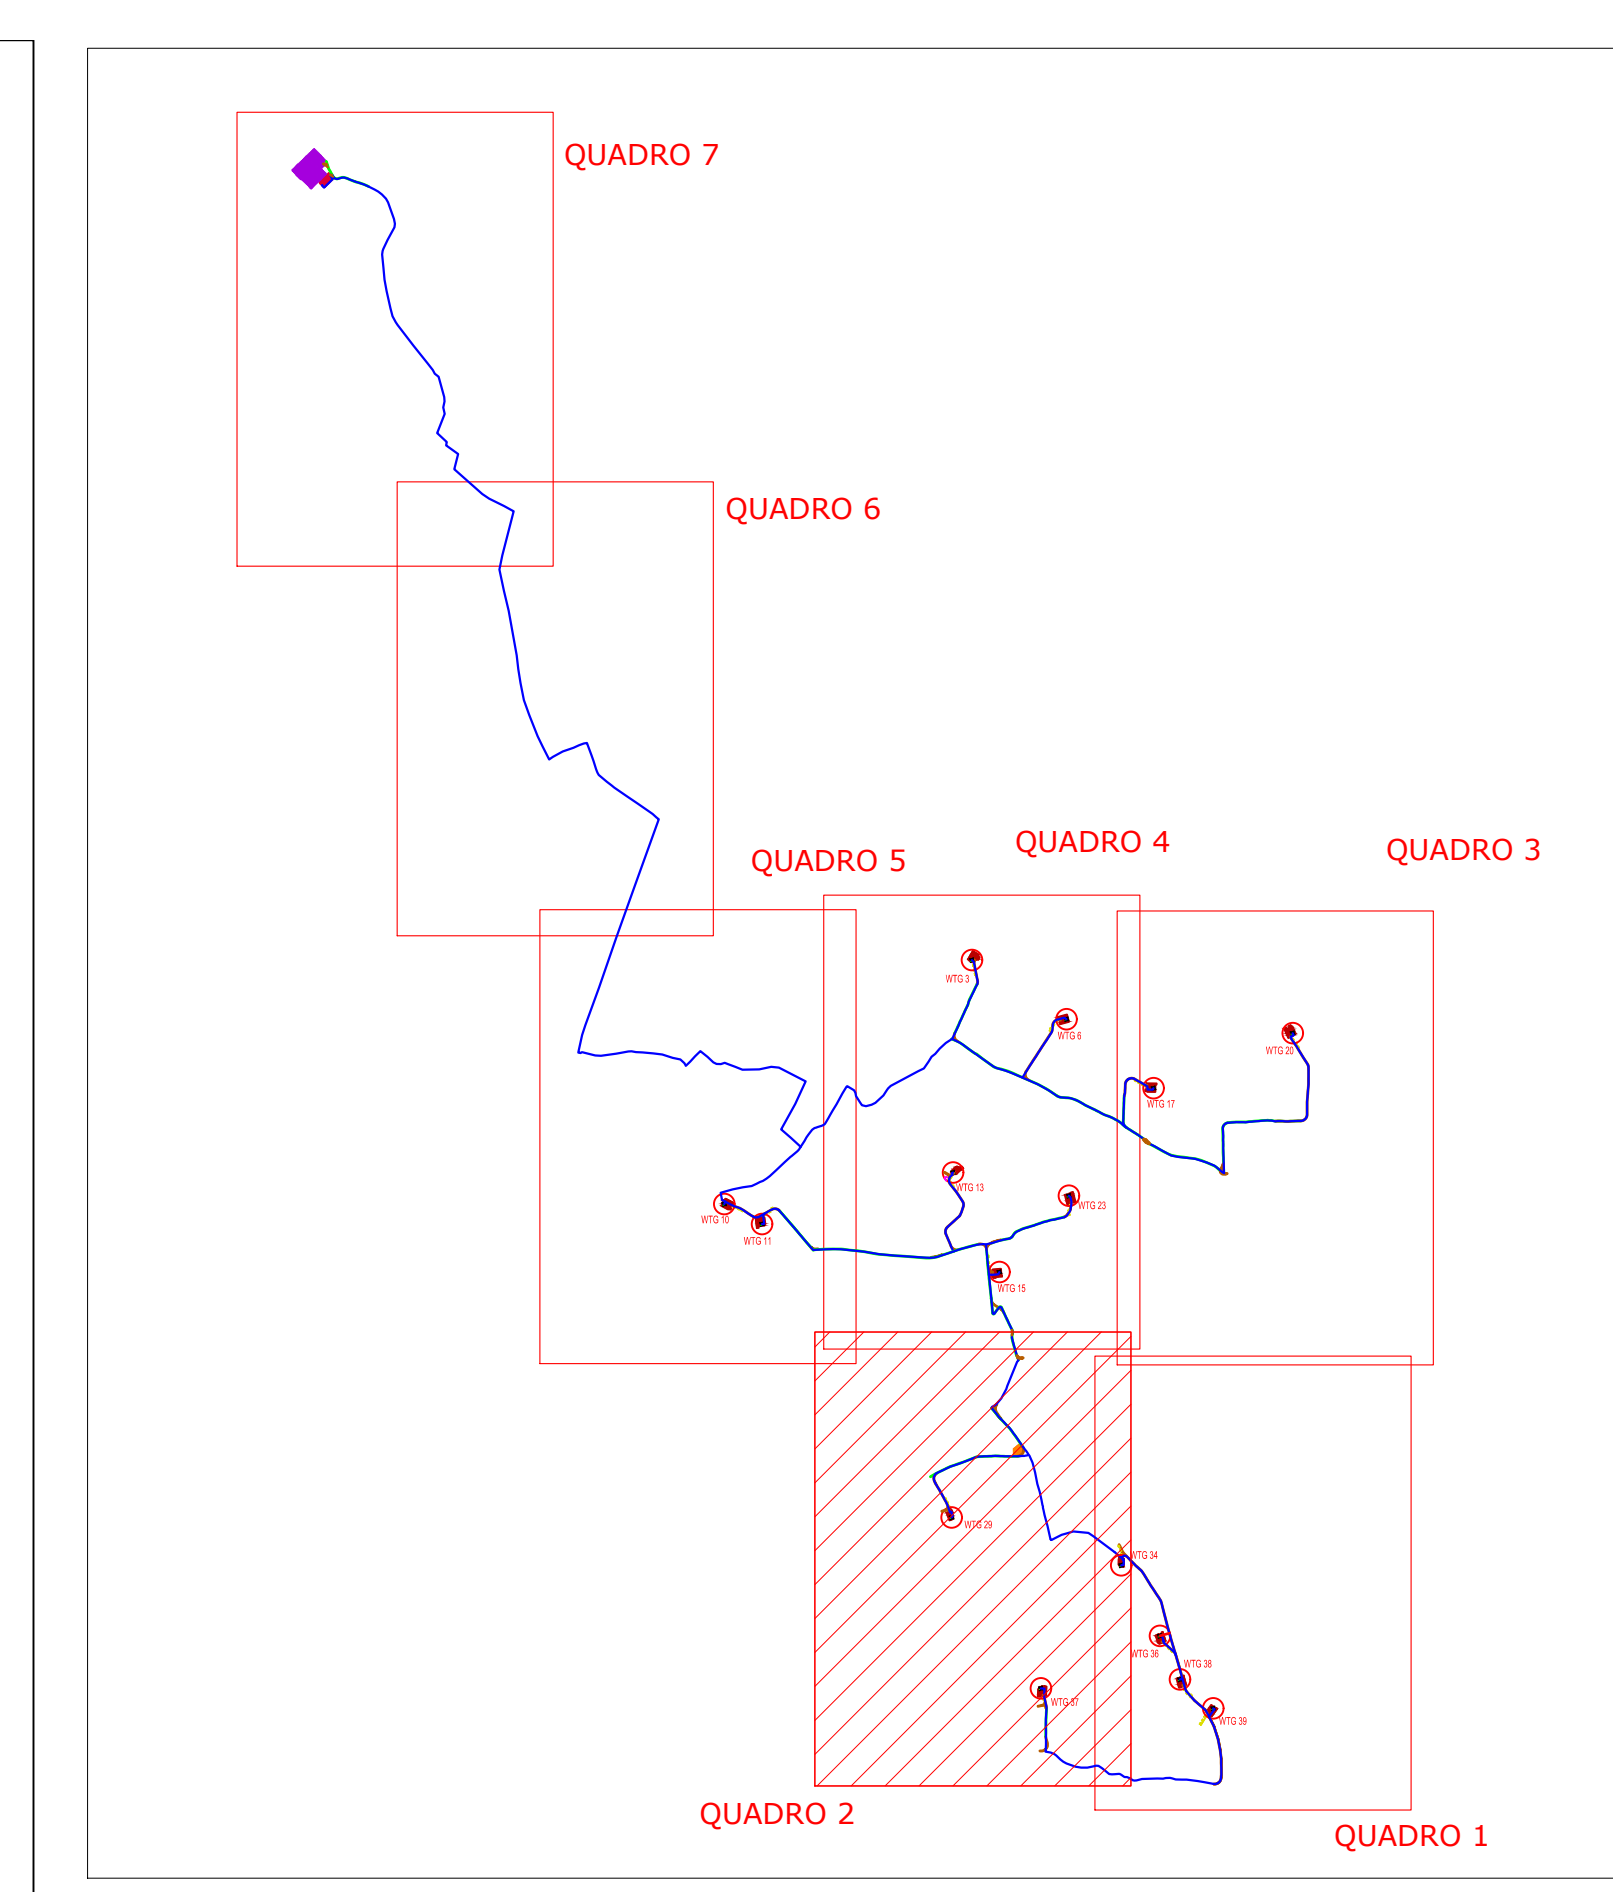 QUADRO 7
QUADRO 6
QUADRO 4
QUADRO 3
QUADRO 5
WTG 3
WTG 6
WTG 20
WTG 17
WTG 13
WTG 23
WTG 10
WTG 11
WTG 15
WTG 29
WTG 34
WTG 36
WTG 38
WTG 37
WTG 39
QUADRO 2
QUADRO 1